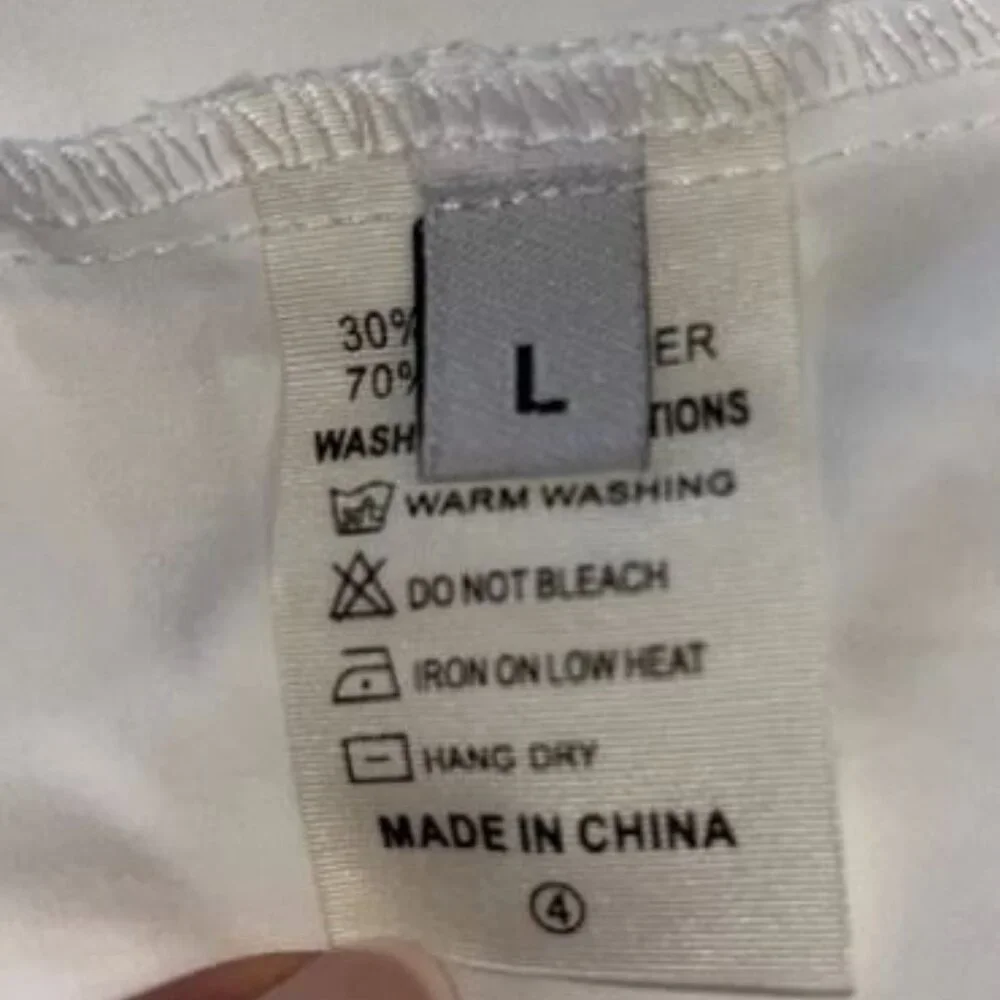 L
30%
70% ER
WASH TIONS
WARM WASHING
DO NOT BLEACH
IRON ON LOW HEAT
HANG DRY
MADE IN CHINA
4